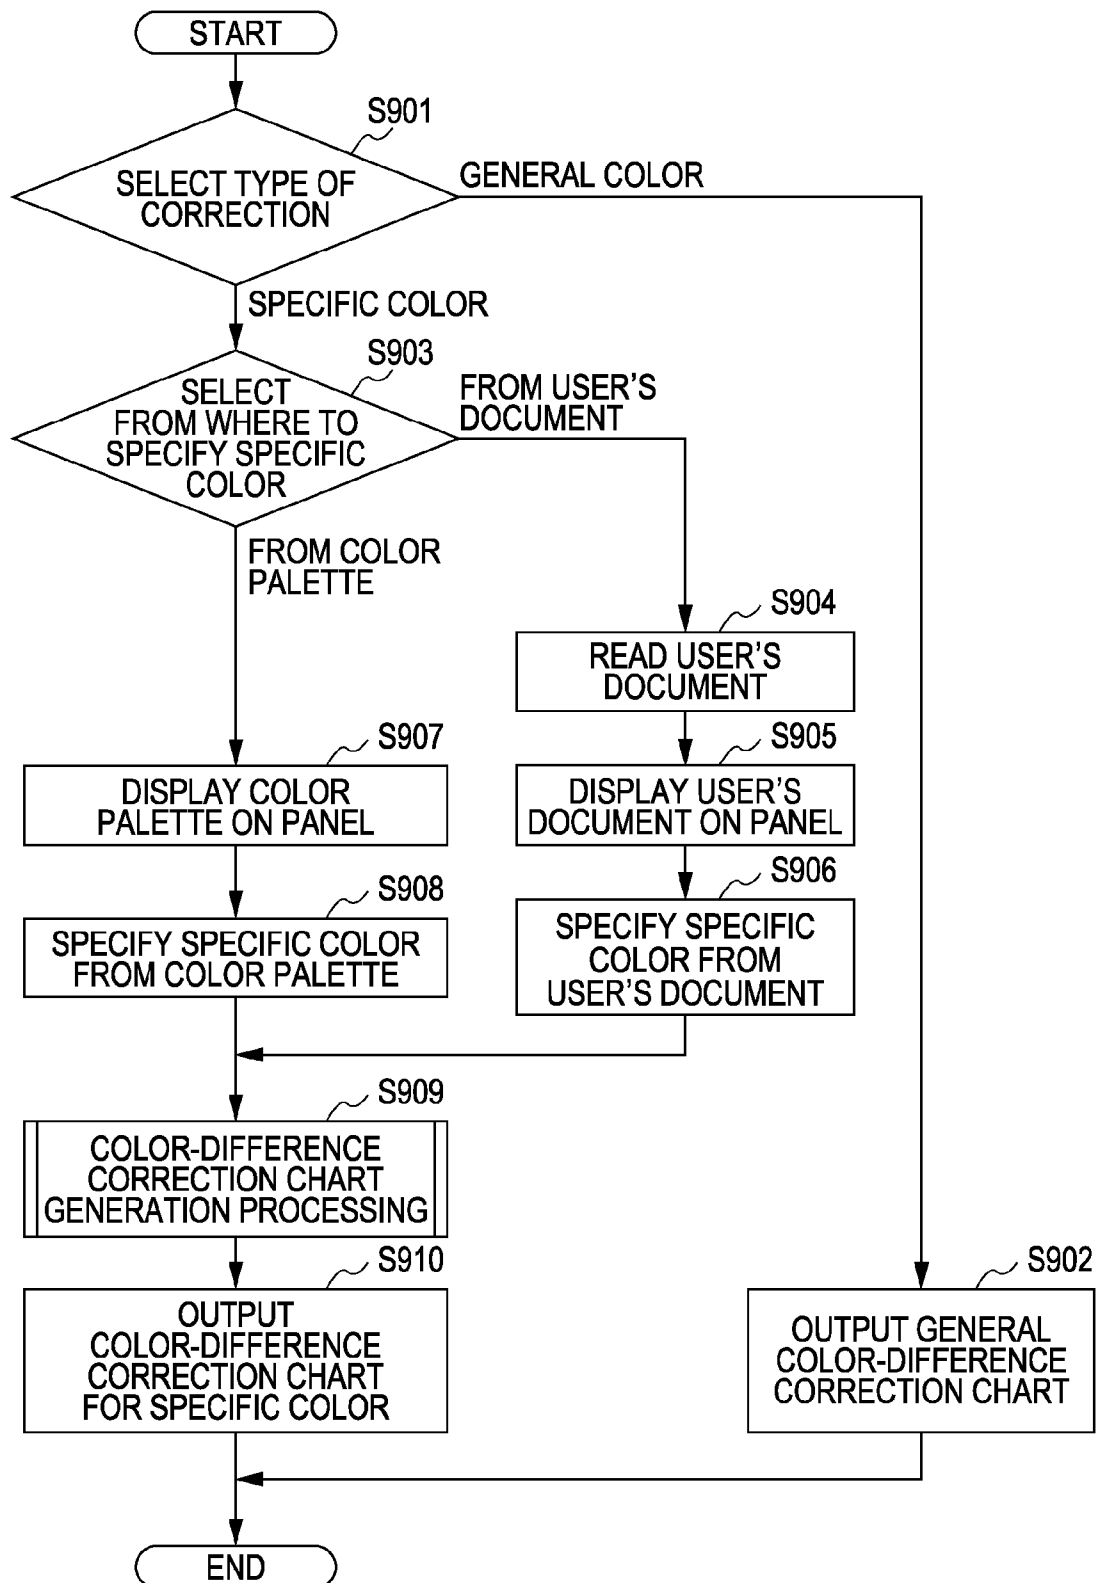 START
S901
SELECT TYPE OF
CORRECTION
GENERAL COLOR
SPECIFIC COLOR
S903
SELECT
FROM WHERE TO
SPECIFY SPECIFIC
COLOR
FROM USER'S
DOCUMENT
FROM COLOR
PALETTE
S904
READ USER'S
DOCUMENT
S907
DISPLAY COLOR
PALETTE ON PANEL
S905
DISPLAY USER'S
DOCUMENT ON PANEL
S908
SPECIFY SPECIFIC COLOR
FROM COLOR PALETTE
S906
SPECIFY SPECIFIC
COLOR FROM
USER'S DOCUMENT
S909
COLOR-DIFFERENCE
CORRECTION CHART
GENERATION PROCESSING
S910
OUTPUT
COLOR-DIFFERENCE
CORRECTION CHART
FOR SPECIFIC COLOR
S902
OUTPUT GENERAL
COLOR-DIFFERENCE
CORRECTION CHART
END